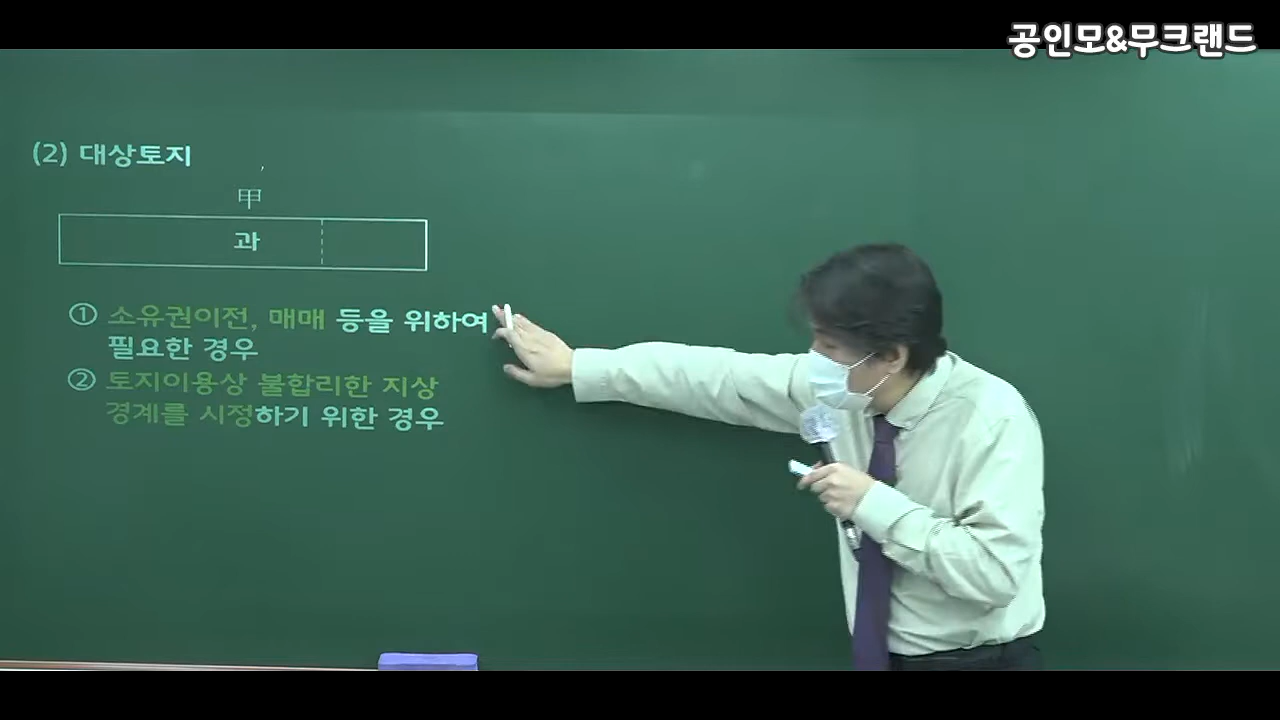 공인모&무크랜드
(2) 대상토지
甲
과
① 소유권이전, 매매 등을 위하여
필요한 경우
② 토지이용상 불합리한 지상
경계를 시정하기 위한 경우